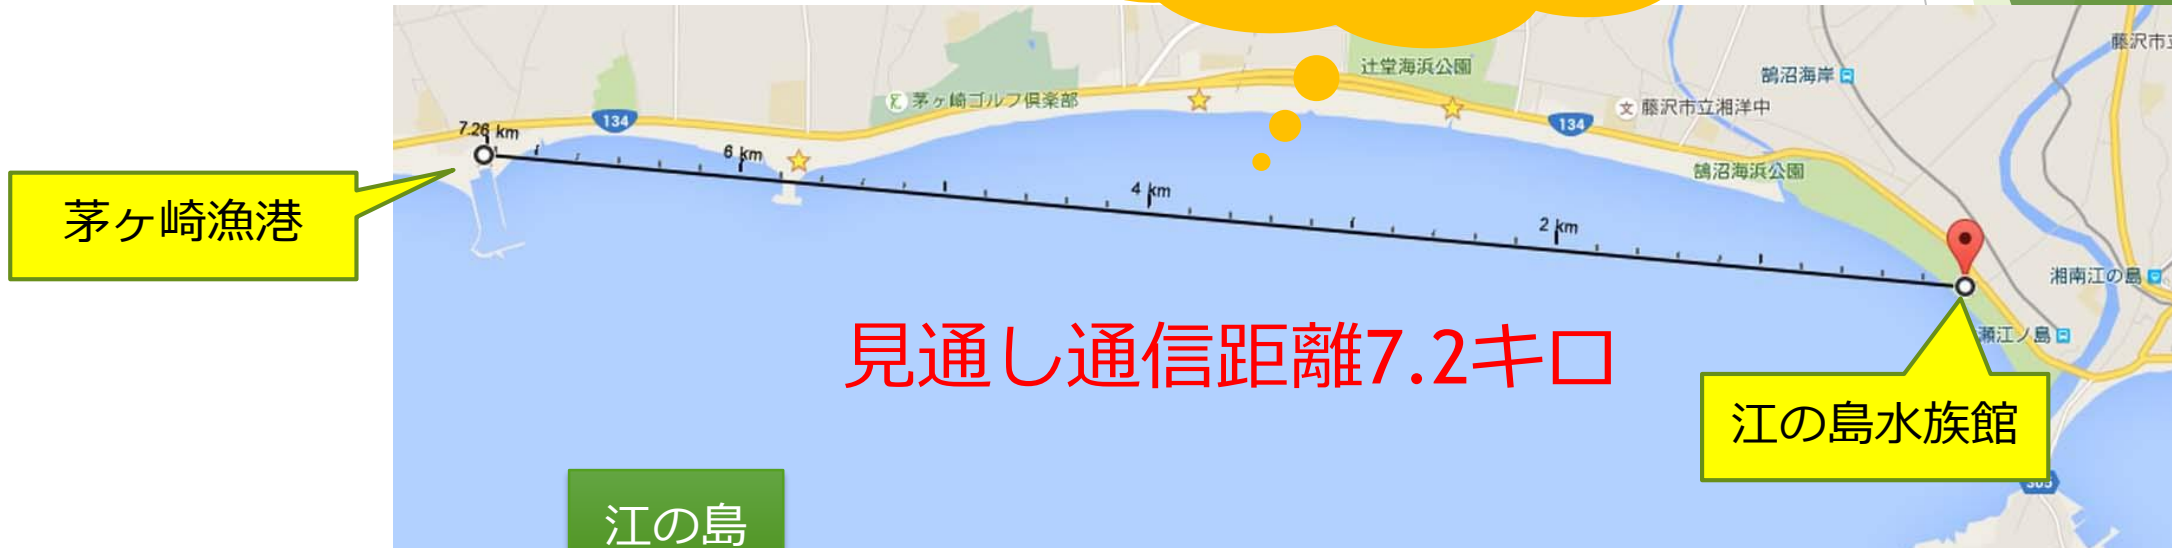 藤沢市立
辻堂海浜公園
鵠沼海岸
茅ヶ崎ゴルフ倶楽部
文 藤沢市立湘洋中
134
134
7.26 km
6 km
鵠沼海浜公園
4 km
茅ヶ崎漁港
2 km
湘南江の島
見通し通信距離7.2キロ
瀬江ノ島
江の島水族館
305
江の島